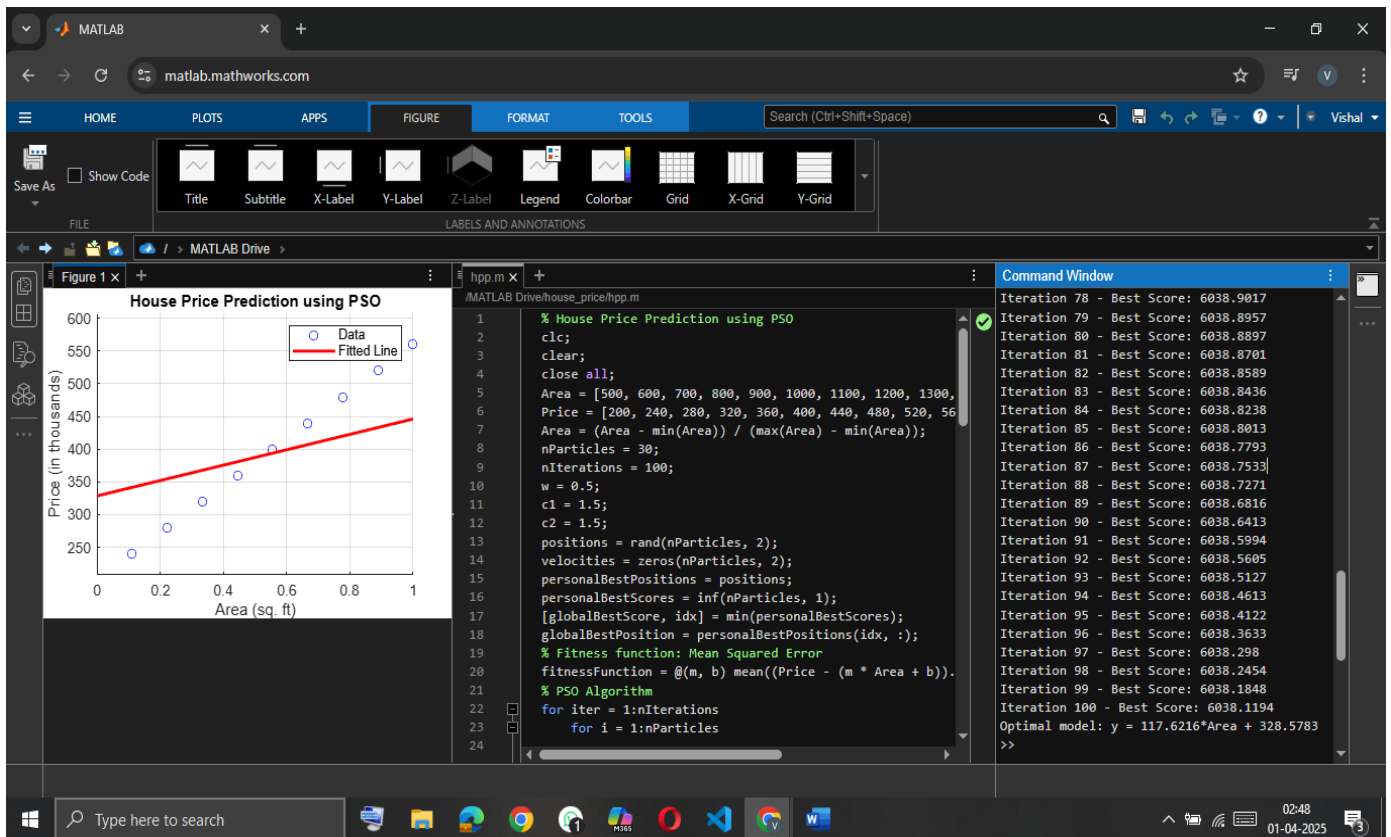 MATLAB
matlab.mathworks.com
V
HOME PLOTS APPS FIGURE FORMAT TOOLS Search (Ctrl+Shift+Space) Vishal
Save As Show Code
Title Subtitle X-Label Y-Label Z-Label Legend Colorbar Grid X-Grid Y-Grid
FILE LABELS AND ANNOTATIONS
/ > MATLAB Drive >
Figure 1
House Price Prediction using PSO
Data
Fitted Line
600
550
500
450
400
350
300
250
Price (in thousands)
0 0.2 0.4 0.6 0.8 1
Area (sq. ft)
hpp.m
/MATLAB Drive/house_price/hpp.m
1 % House Price Prediction using PSO
2 clc;
3 clear;
4 close all;
5 Area = [500, 600, 700, 800, 900, 1000, 1100, 1200, 1300,
6 Price = [200, 240, 280, 320, 360, 400, 440, 480, 520, 56
7 Area = (Area - min(Area)) / (max(Area) - min(Area));
8 nParticles = 30;
9 nIterations = 100;
10 w = 0.5;
11 c1 = 1.5;
12 c2 = 1.5;
13 positions = rand(nParticles, 2);
14 velocities = zeros(nParticles, 2);
15 personalBestPositions = positions;
16 personalBestScores = inf(nParticles, 1);
17 [globalBestScore, idx] = min(personalBestScores);
18 globalBestPosition = personalBestPositions(idx, :);
19 % Fitness function: Mean Squared Error
20 fitnessFunction = @(m, b) mean((Price - (m * Area + b)).
21 % PSO Algorithm
22 for iter = 1:nIterations
23 for i = 1:nParticles
24
Command Window
Iteration 78 - Best Score: 6038.9017
Iteration 79 - Best Score: 6038.8957
Iteration 80 - Best Score: 6038.8897
Iteration 81 - Best Score: 6038.8701
Iteration 82 - Best Score: 6038.8589
Iteration 83 - Best Score: 6038.8436
Iteration 84 - Best Score: 6038.8238
Iteration 85 - Best Score: 6038.8013
Iteration 86 - Best Score: 6038.7793
Iteration 87 - Best Score: 6038.7533
Iteration 88 - Best Score: 6038.7271
Iteration 89 - Best Score: 6038.6816
Iteration 90 - Best Score: 6038.6413
Iteration 91 - Best Score: 6038.5994
Iteration 92 - Best Score: 6038.5605
Iteration 93 - Best Score: 6038.5127
Iteration 94 - Best Score: 6038.4613
Iteration 95 - Best Score: 6038.4122
Iteration 96 - Best Score: 6038.3633
Iteration 97 - Best Score: 6038.298
Iteration 98 - Best Score: 6038.2454
Iteration 99 - Best Score: 6038.1848
Iteration 100 - Best Score: 6038.1194
Optimal model: y = 117.6216*Area + 328.5783
>>
Type here to search
02:48
01-04-2025
3